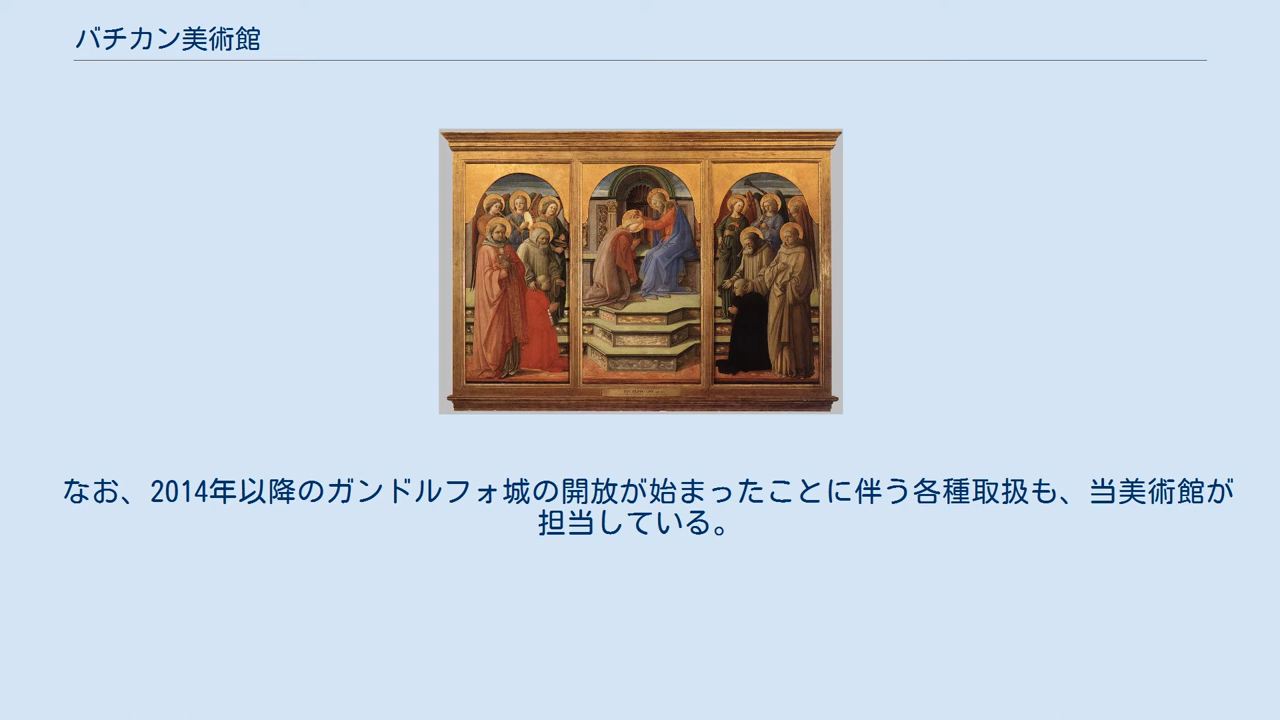 バチカン美術館
なお、2014年以降のガンドルフォ城の開放が始まったことに伴う各種取扱も、当美術館が
担当している。